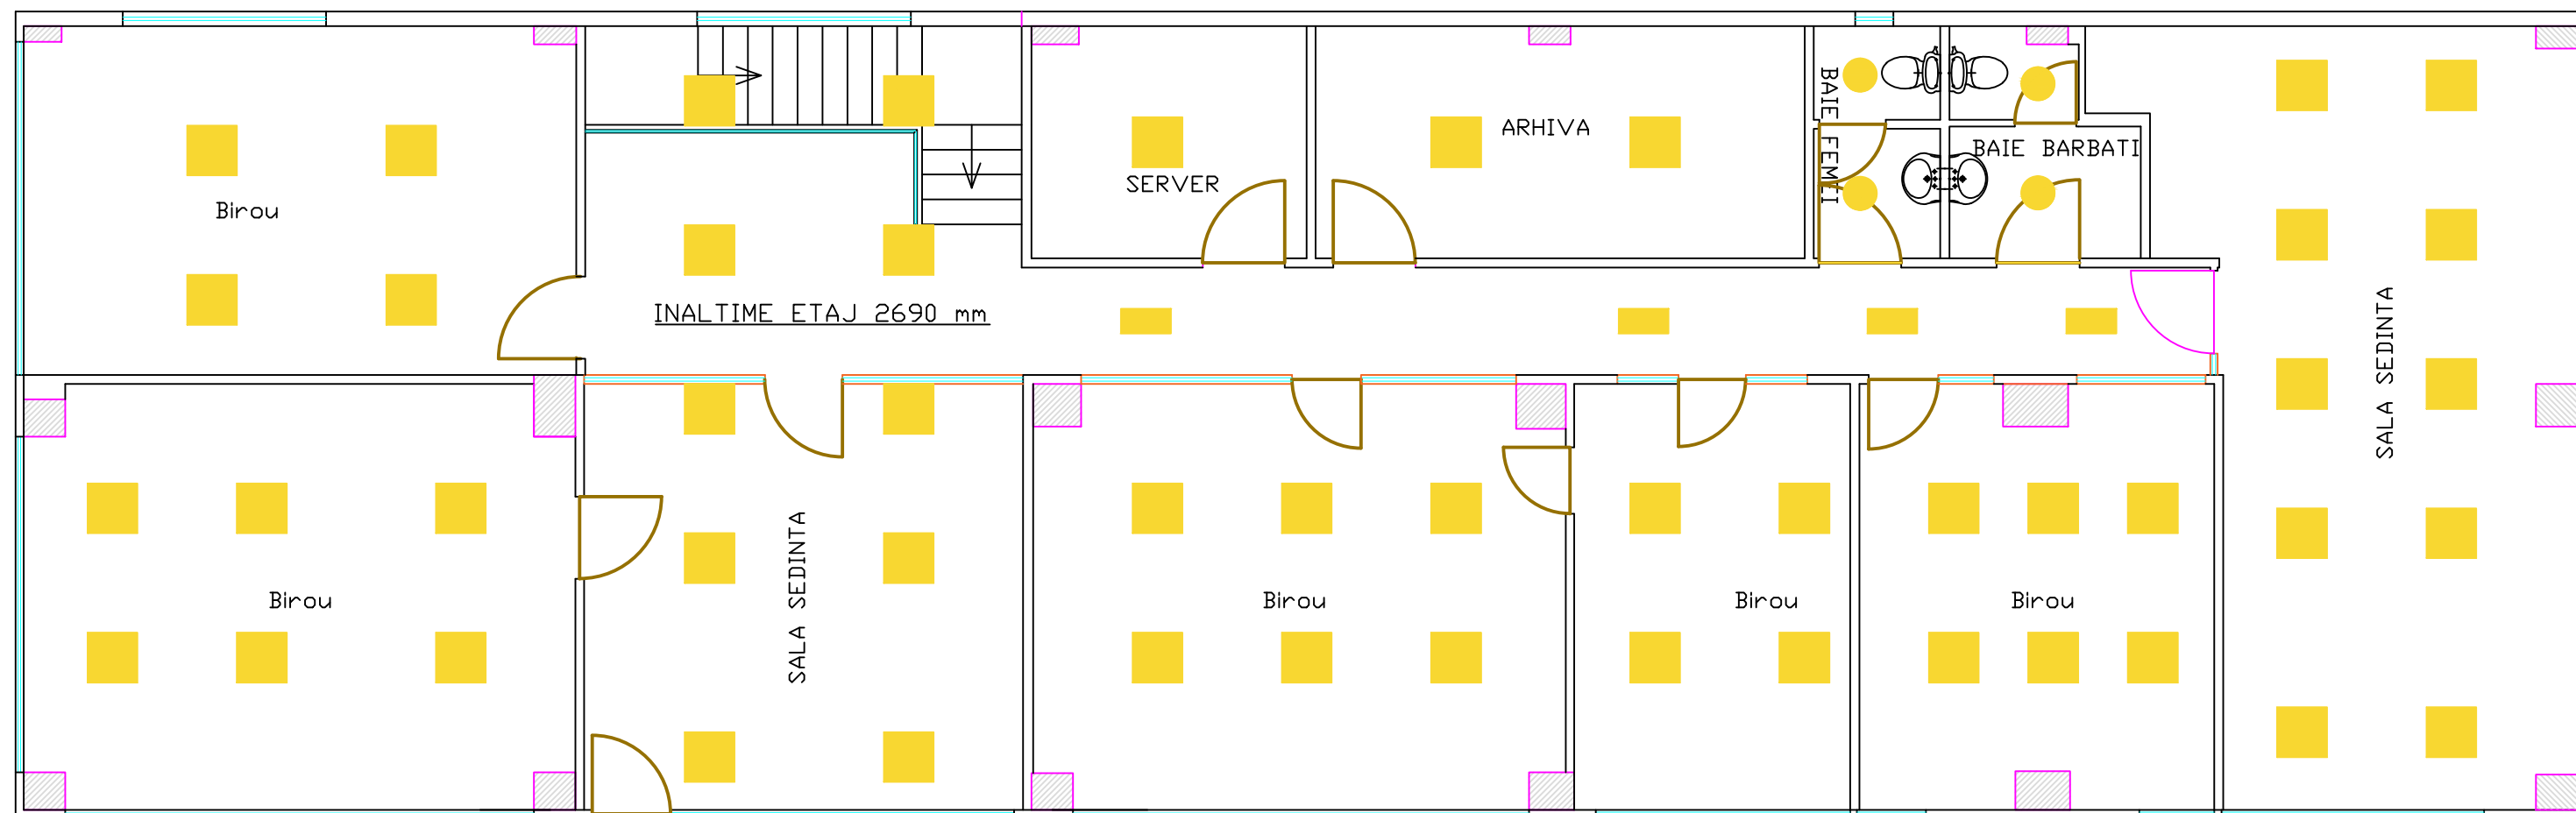 BAIE FEMEI
ARHIVA
BAIE BARBATI
SERVER
Birou
INALTIME ETAJ 2690 mm
SALA SEDINTA
SALA SEDINTA
Birou
Birou
Birou
Birou